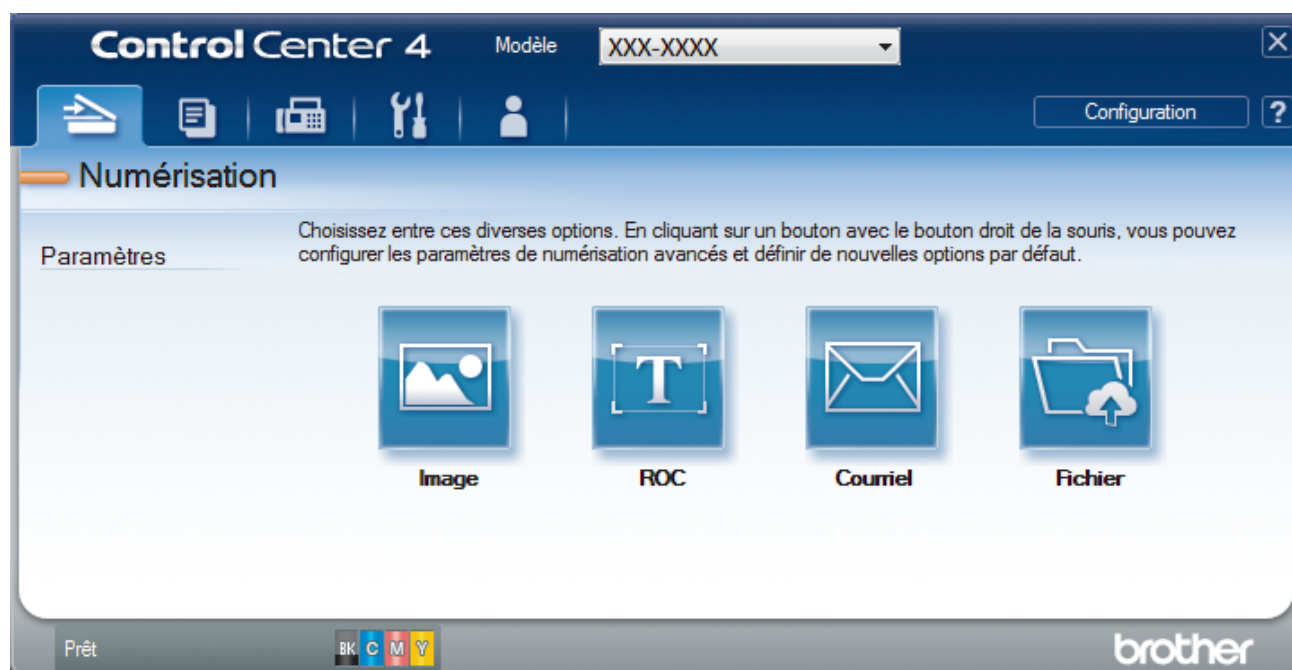 Control Center 4 Modèle XXX-XXXX
Configuration ?
Numérisation
Choisissez entre ces diverses options. En cliquant sur un bouton avec le bouton droit de la souris, vous pouvez
Paramètres configurer les paramètres de numérisation avancés et définir de nouvelles options par défaut.
T
Image ROC Courriel Fichier
Prêt BK C M Y brother